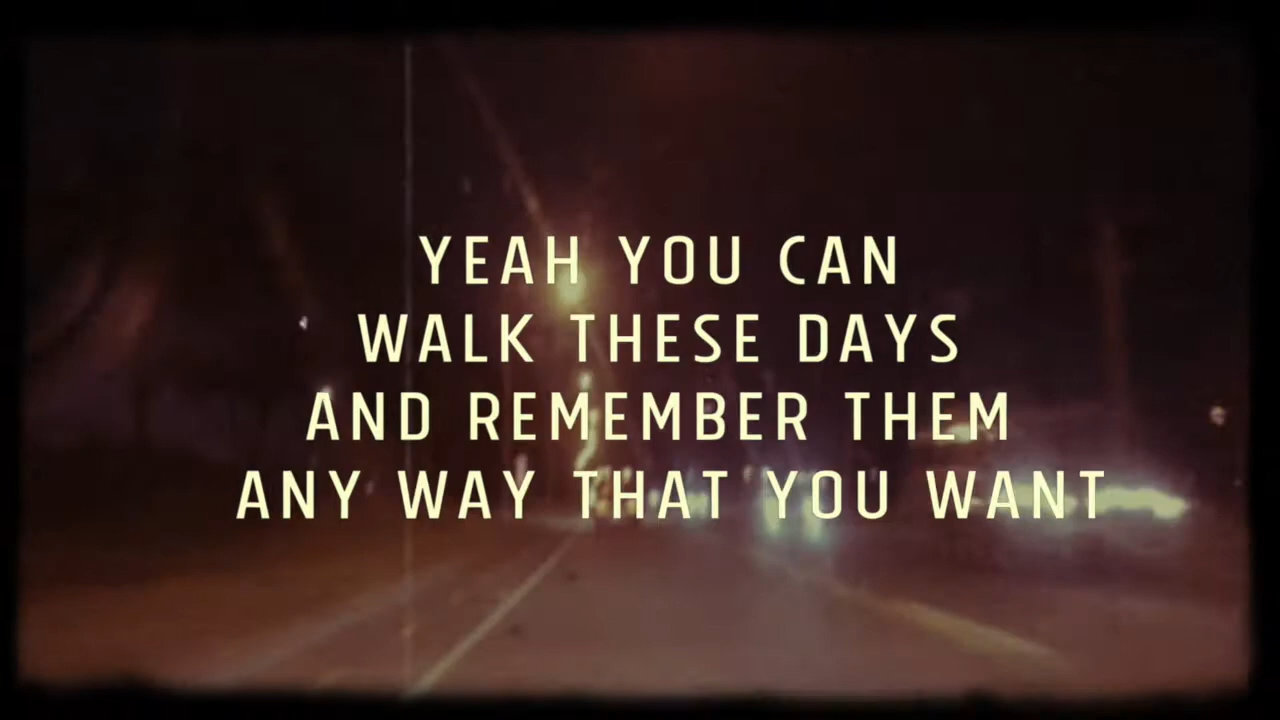 YEAH YOU CAN
WALK THESE DAYS
AND REMEMBER THEM
ANY WAY THAT YOU WANT